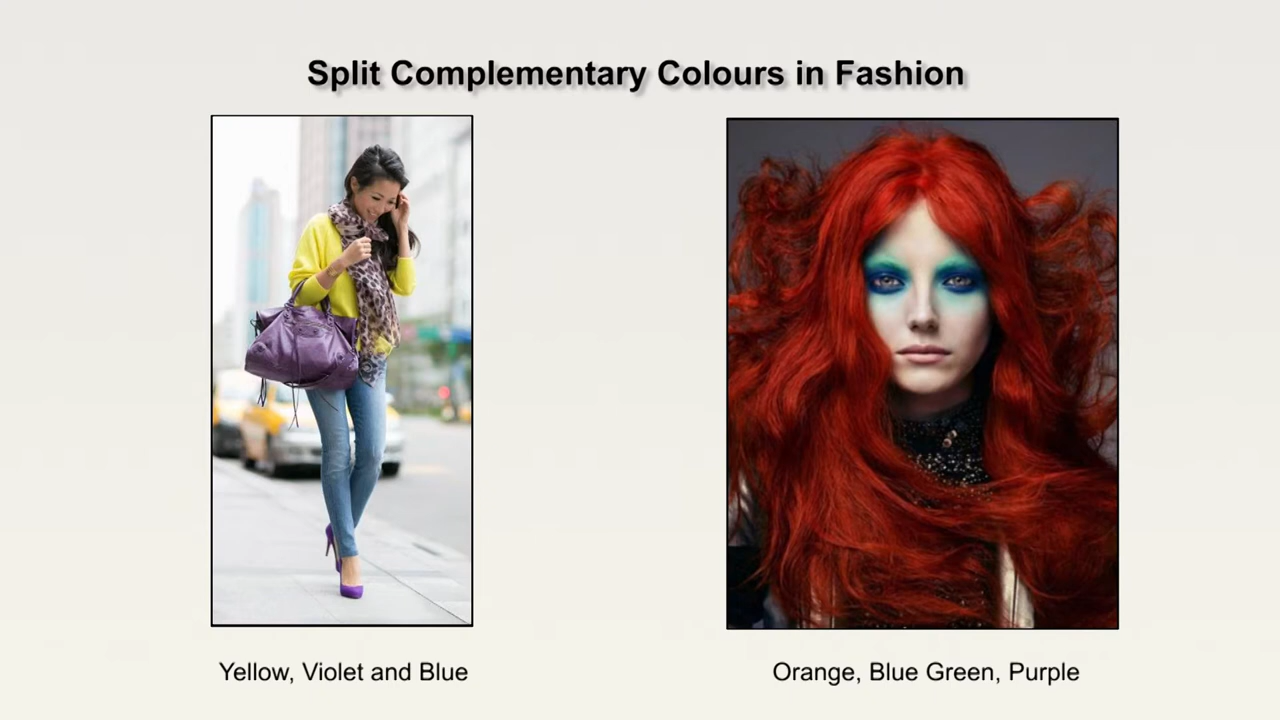 Split Complementary Colours in Fashion
Yellow, Violet and Blue
Orange, Blue Green, Purple